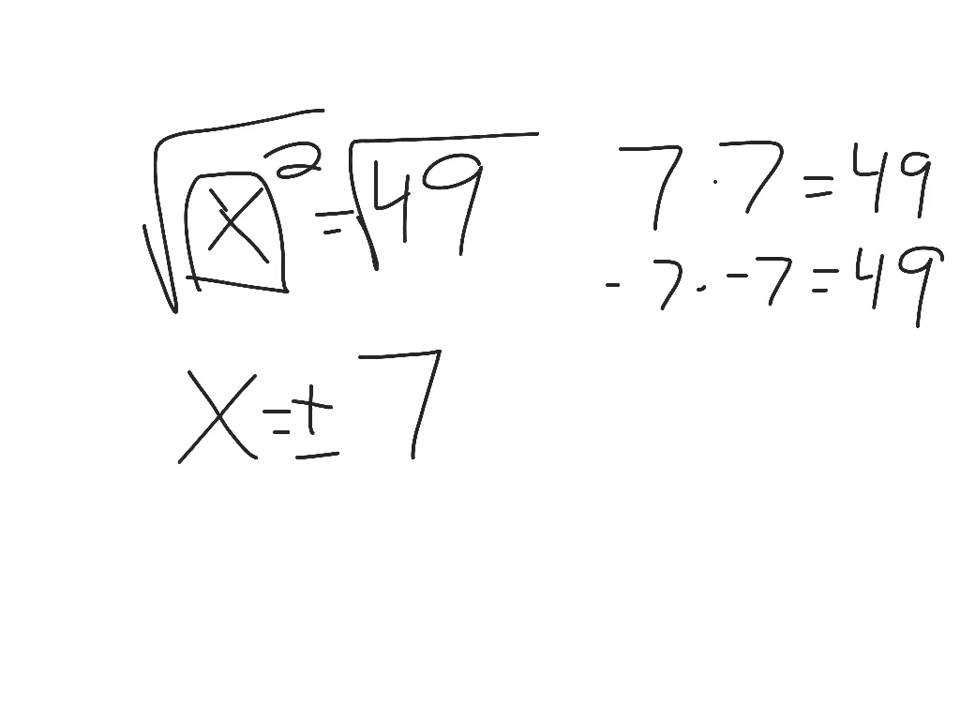 √x² = √49
7 · 7 = 49
-7 · -7 = 49
x = ± 7